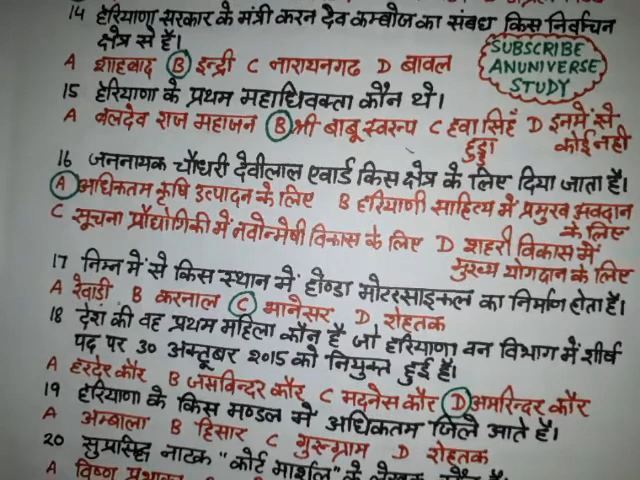 14 हरियाणा सरकार के मंत्री करन देव कम्बोज का संबध किस निर्वाचन
क्षेत्र से है।
A शाहबाद B इन्द्री C नारायनगढ D बावल
SUBSCRIBE
ANUNIVERSE
STUDY
15 हरियाणा के प्रथम महाधिवक्ता कौन थे।
A बलदेव राज महाजन B श्री बाबू स्वरूप C हवा सिहँ D इनमें से
हुड्डा कोई नही
16 जननायक चौधरी देवीलाल एवार्ड किस क्षेत्र के लिए दिया जाता है।
A अधिकतम कृषि उत्पादन के लिए B हरियाणी साहित्य में प्रमुख अवदान
के लिए
C सूचना प्रौद्योगिकी में नवोन्मेषी विकास के लिए D शहरी विकास में
मुख्य योगदान के लिए
17 निम्न में से किस स्थान में होण्डा मोटरसाइकल का निर्माण होता है।
A रेवाडी B करनाल C मानेसर D रोहतक
18 देश की वह प्रथम महिला कौन है जो हरियाणा वन विभाग में शीर्ष
पद पर 30 अक्तूबर 2015 को नियुक्त हुई है।
A हरदेर कौर B जसविन्दर कौर C मदनेस कौर D अमरिन्दर कौर
19 हरियाणा के किस मण्डल में अधिकतम जिले आते है।
A अम्बाला B हिसार C गुरूग्राम D रोहतक
20 सुप्रसिद्ध नाटक "कोर्ट मार्शल" के लेखक कौन है।
A विष्णु प्रभाकर